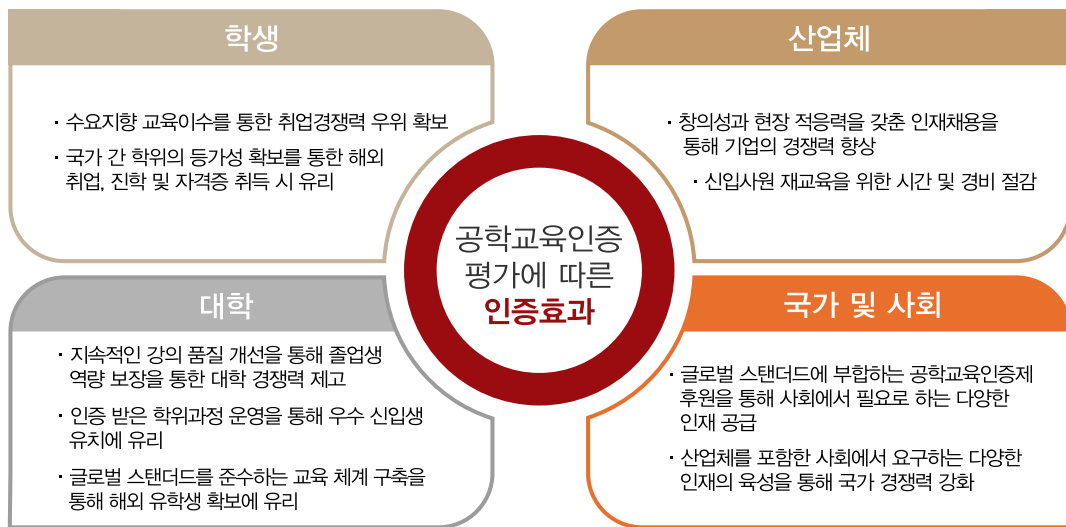 학생
· 수요지향 교육이수를 통한 취업경쟁력 우위 확보
· 국가 간 학위의 등가성 확보를 통한 해외
취업, 진학 및 자격증 취득 시 유리
산업체
· 창의성과 현장 적응력을 갖춘 인재채용을
통해 기업의 경쟁력 향상
· 신입사원 재교육을 위한 시간 및 경비 절감
공학교육인증
평가에 따른
인증효과
대학
· 지속적인 강의 품질 개선을 통해 졸업생
역량 보장을 통한 대학 경쟁력 제고
· 인증 받은 학위과정 운영을 통해 우수 신입생
유치에 유리
· 글로벌 스탠더드를 준수하는 교육 체계 구축을
통해 해외 유학생 확보에 유리
국가 및 사회
· 글로벌 스탠더드에 부합하는 공학교육인증제
후원을 통해 사회에서 필요로 하는 다양한
인재 공급
· 산업체를 포함한 사회에서 요구하는 다양한
인재의 육성을 통해 국가 경쟁력 강화